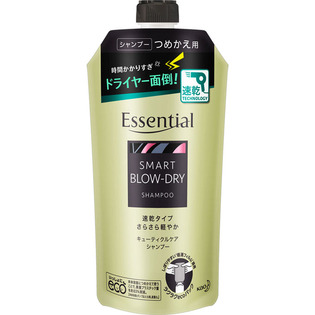 シャンプー つめかえ用
時間かかりすぎ
ドライヤー面倒!
速乾
TECHNOLOGY
Essential
SMART
BLOW-DRY
SHAMPOO
速乾タイプ
さらさら軽やか
キューティクルケア
シャンプー
eco
Kao